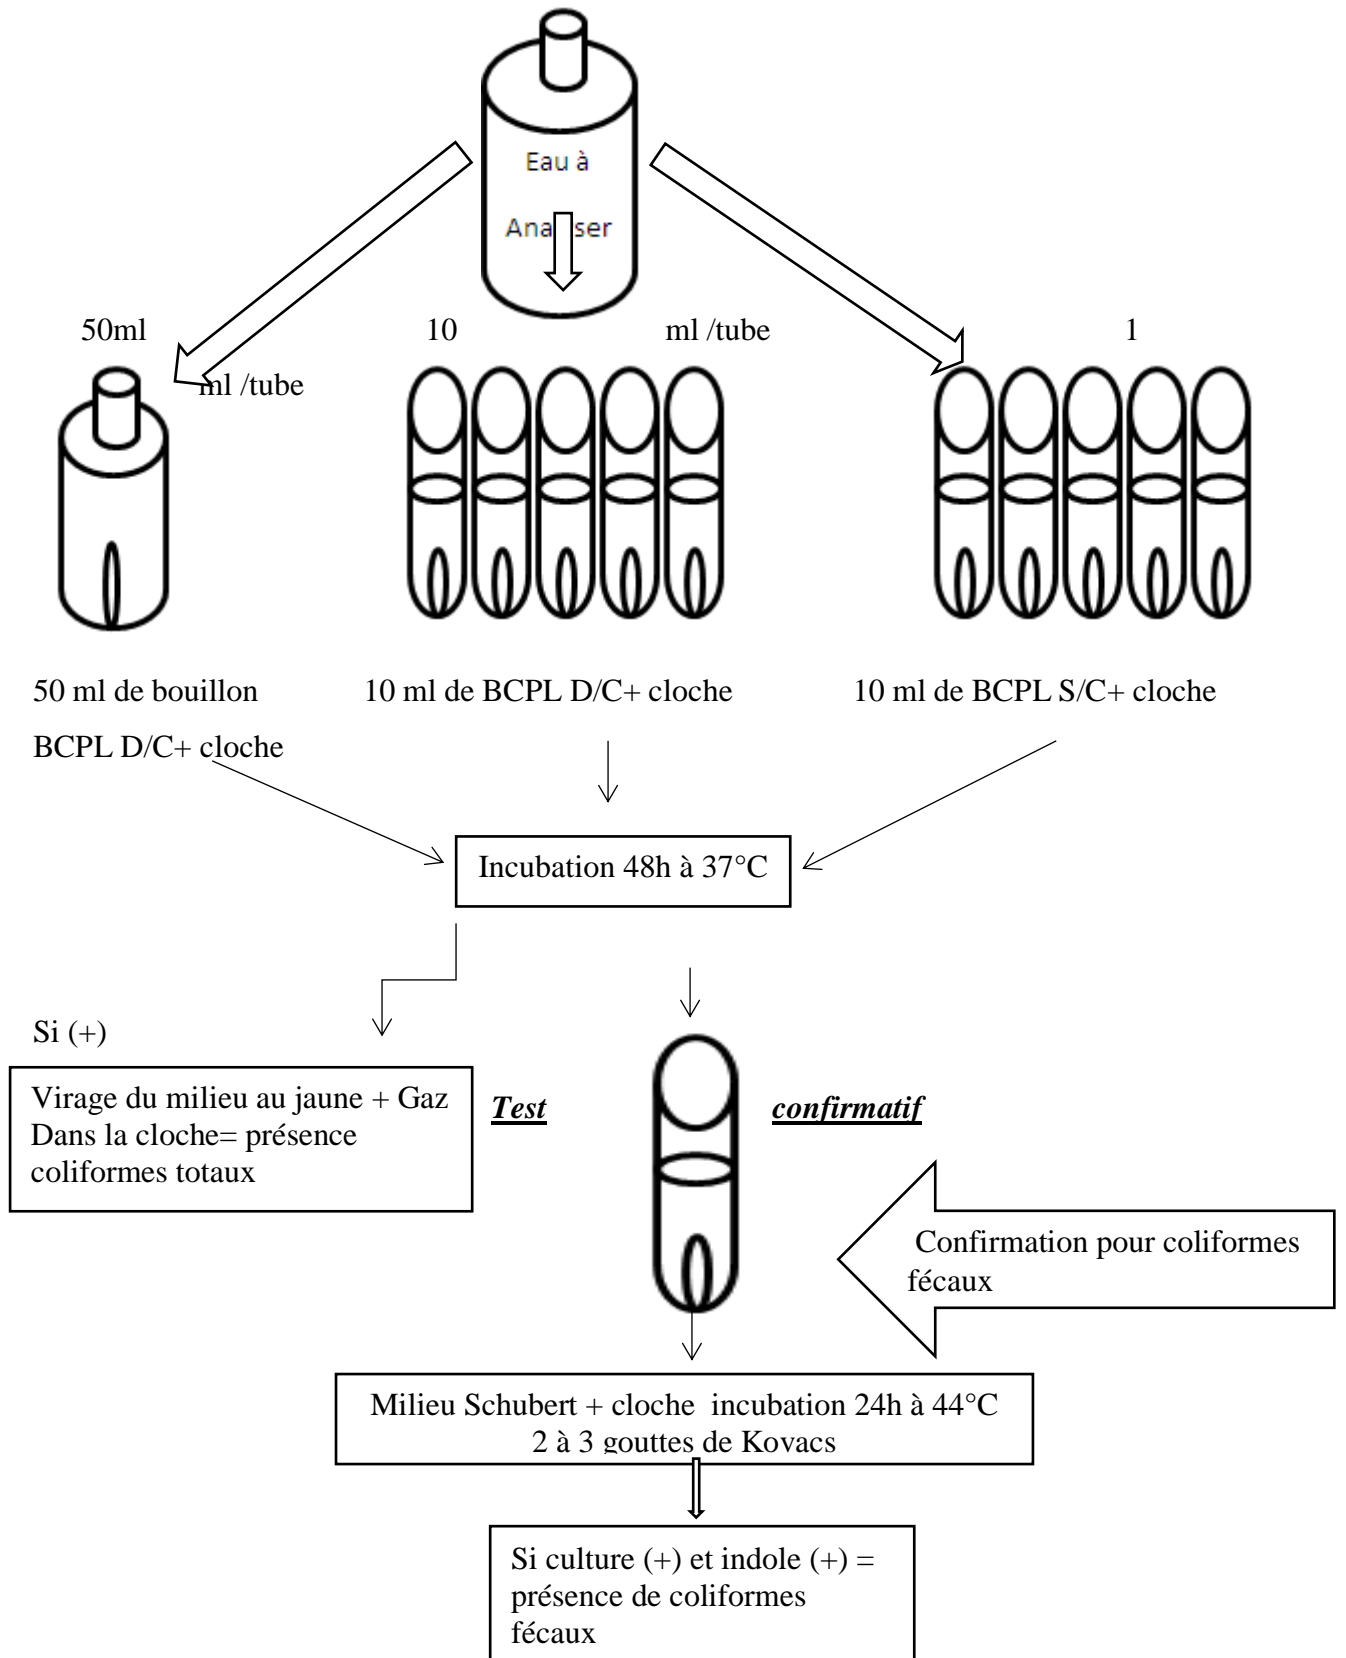 Eau à
Ana ser
50ml 10 ml /tube 1
ml /tube
50 ml de bouillon 10 ml de BCPL D/C+ cloche 10 ml de BCPL S/C+ cloche
BCPL D/C+ cloche
Incubation 48h à 37°C
Si (+)
Virage du milieu au jaune + Gaz
Dans la cloche= présence
coliformes totaux
Test confirmatif
Confirmation pour coliformes
fécaux
Milieu Schubert + cloche incubation 24h à 44°C
2 à 3 gouttes de Kovacs
Si culture (+) et indole (+) =
présence de coliformes
fécaux